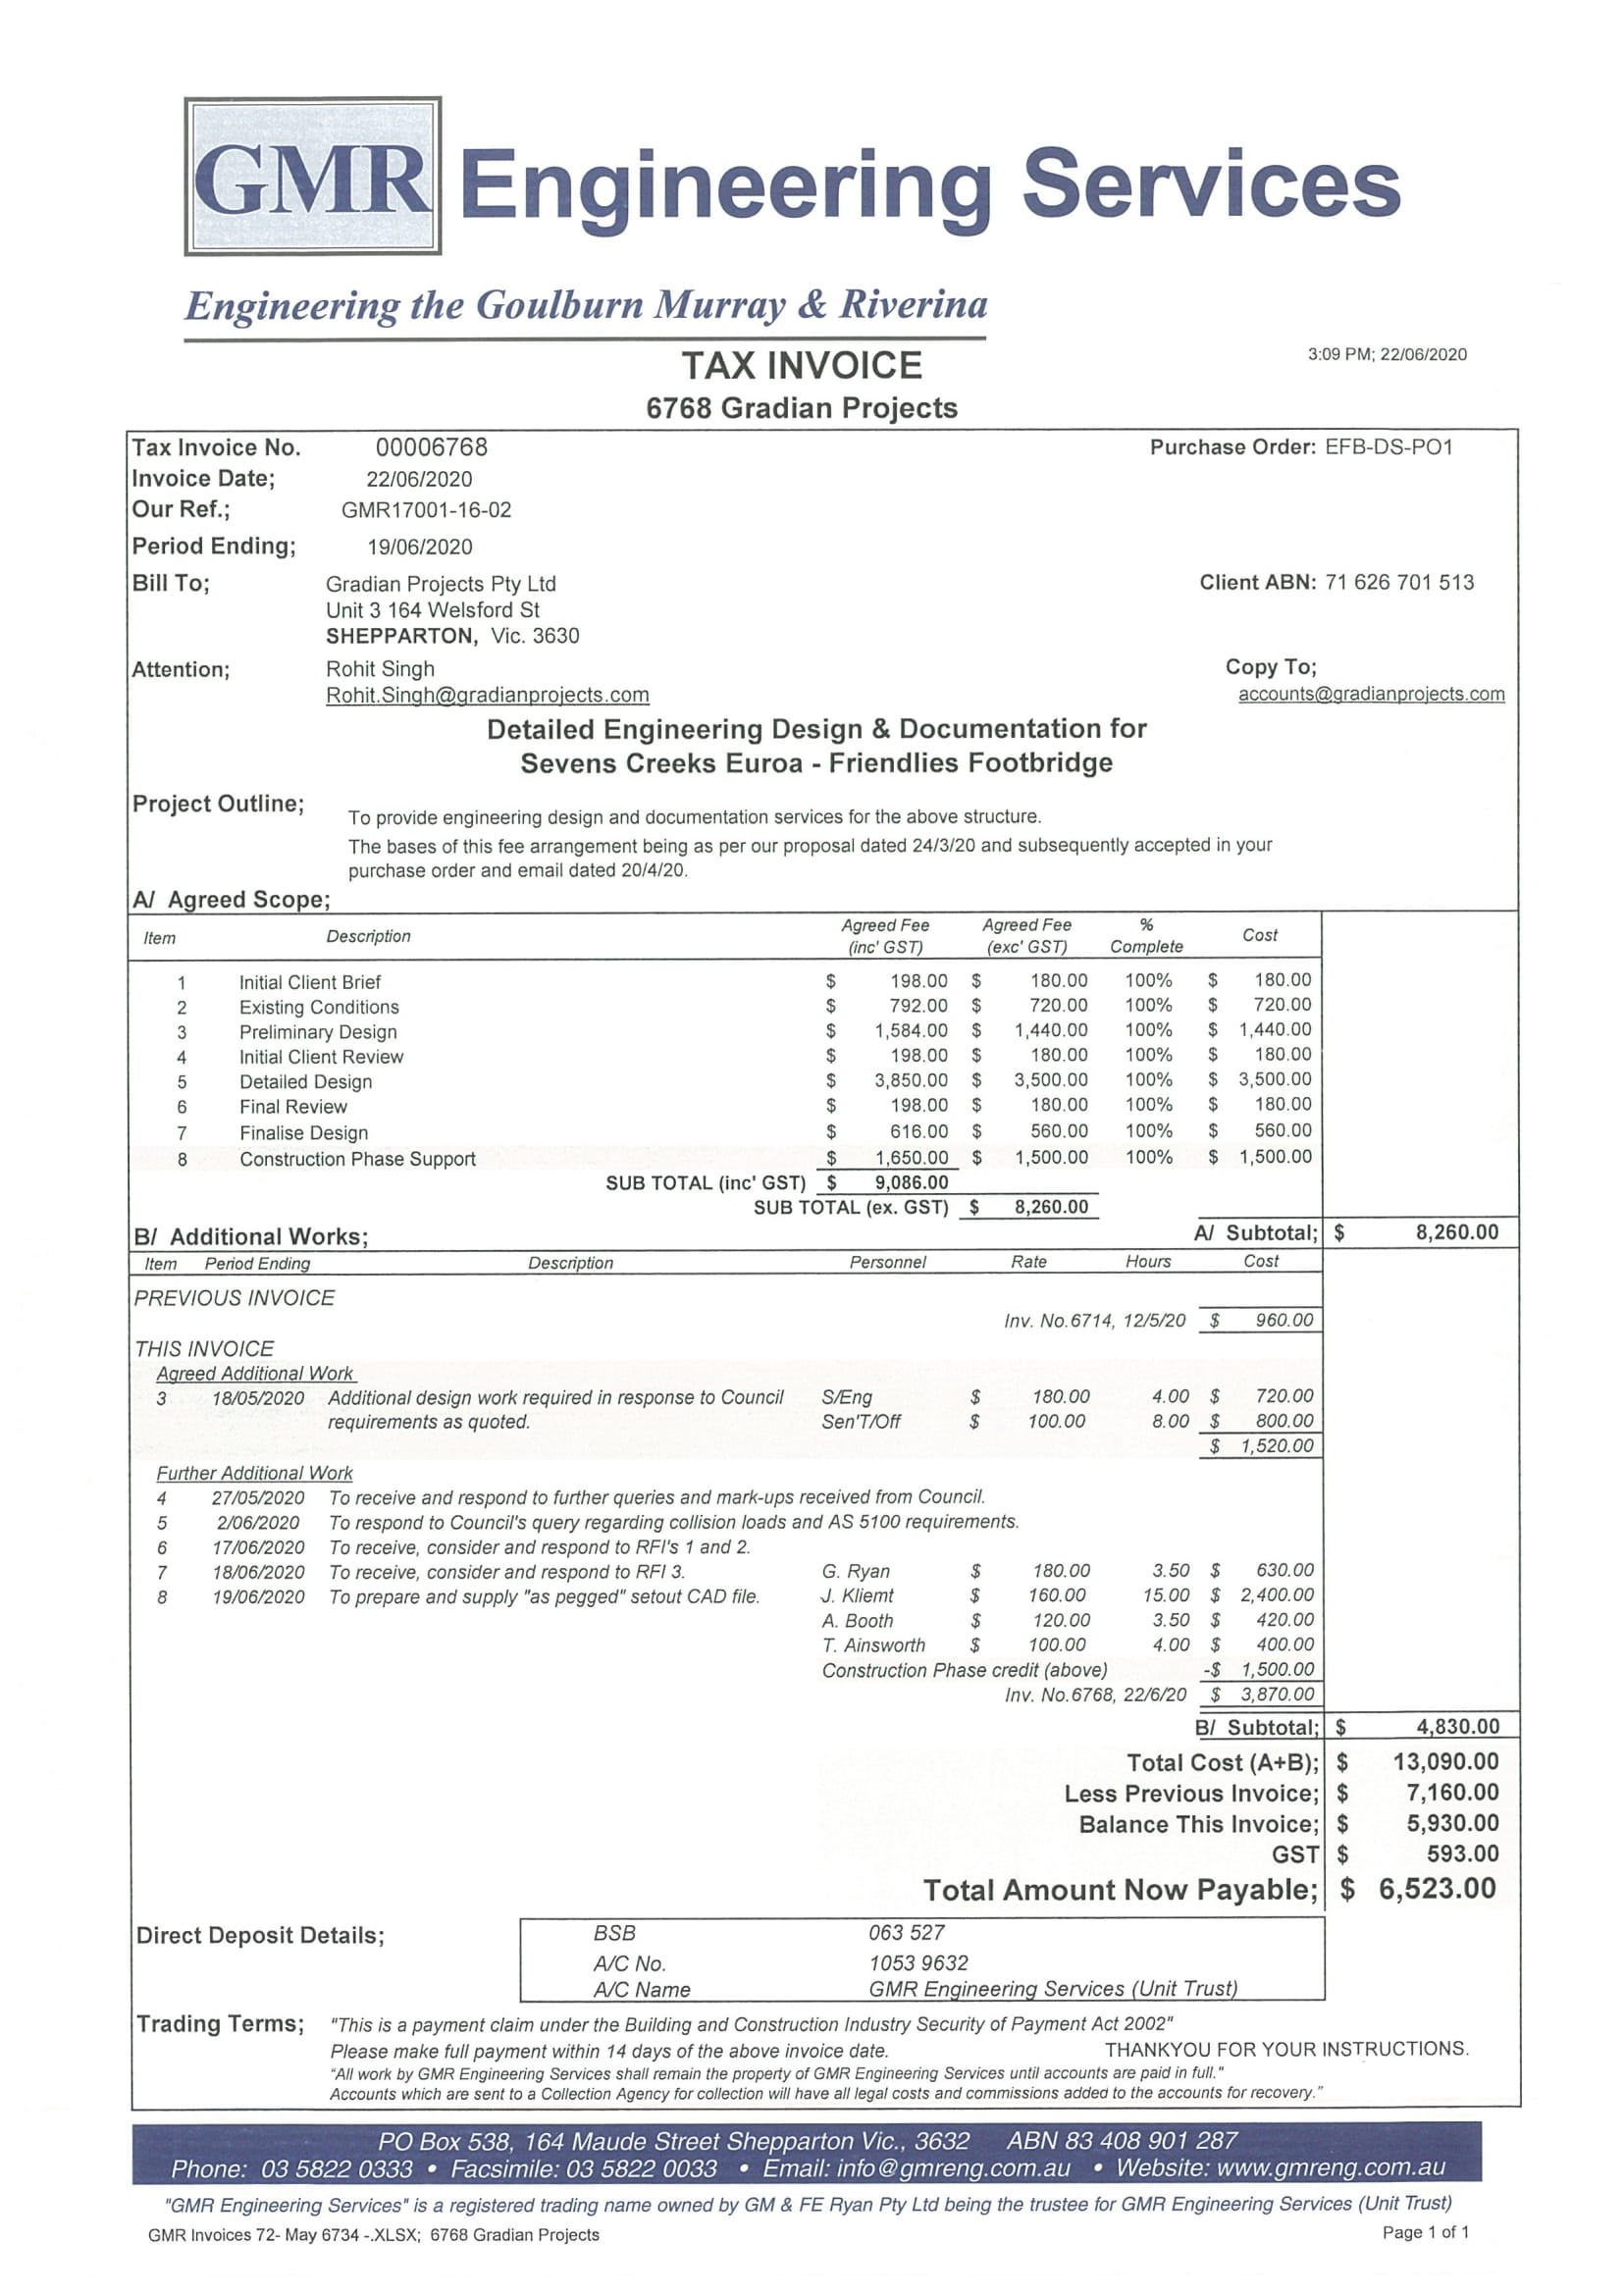 GMR Engineering Services
Engineering the Goulburn Murray & Riverina
TAX INVOICE
3:09 PM; 22/06/2020
6768 Gradian Projects
Tax Invoice No. 00006768 Purchase Order: EFB-DS-PO1
Invoice Date; 22/06/2020
Our Ref.; GMR17001-16-02
Period Ending; 19/06/2020
Bill To; Gradian Projects Pty Ltd Client ABN: 71 626 701 513
Unit 3 164 Welsford St
SHEPPARTON, Vic. 3630
Attention; Rohit Singh Copy To;
Rohit.Singh@gradianprojects.com accounts@gradianprojects.com
Detailed Engineering Design & Documentation for
Sevens Creeks Euroa - Friendlies Footbridge
Project Outline;
To provide engineering design and documentation services for the above structure.
The bases of this fee arrangement being as per our proposal dated 24/3/20 and subsequently accepted in your
purchase order and email dated 20/4/20.
A/ Agreed Scope;
Item Description Agreed Fee (inc' GST) Agreed Fee (exc' GST) % Complete Cost
1 Initial Client Brief $ 198.00 $ 180.00 100% $ 180.00
2 Existing Conditions $ 792.00 $ 720.00 100% $ 720.00
3 Preliminary Design $ 1,584.00 $ 1,440.00 100% $ 1,440.00
4 Initial Client Review $ 198.00 $ 180.00 100% $ 180.00
5 Detailed Design $ 3,850.00 $ 3,500.00 100% $ 3,500.00
6 Final Review $ 198.00 $ 180.00 100% $ 180.00
7 Finalise Design $ 616.00 $ 560.00 100% $ 560.00
8 Construction Phase Support $ 1,650.00 $ 1,500.00 100% $ 1,500.00
SUB TOTAL (inc' GST) $ 9,086.00
SUB TOTAL (ex. GST) $ 8,260.00
B/ Additional Works; A/ Subtotal; $ 8,260.00
Item Period Ending Description Personnel Rate Hours Cost
PREVIOUS INVOICE
Inv. No.6714, 12/5/20 $ 960.00
THIS INVOICE
Agreed Additional Work
3 18/05/2020 Additional design work required in response to Council S/Eng $ 180.00 4.00 $ 720.00
requirements as quoted. Sen'T/Off $ 100.00 8.00 $ 800.00
$ 1,520.00
Further Additional Work
4 27/05/2020 To receive and respond to further queries and mark-ups received from Council.
5 2/06/2020 To respond to Council's query regarding collision loads and AS 5100 requirements.
6 17/06/2020 To receive, consider and respond to RFI's 1 and 2.
7 18/06/2020 To receive, consider and respond to RFI 3. G. Ryan $ 180.00 3.50 $ 630.00
8 19/06/2020 To prepare and supply "as pegged" setout CAD file. J. Kliemt $ 160.00 15.00 $ 2,400.00
A. Booth $ 120.00 3.50 $ 420.00
T. Ainsworth $ 100.00 4.00 $ 400.00
Construction Phase credit (above) -$ 1,500.00
Inv. No.6768, 22/6/20 $ 3,870.00
B/ Subtotal; $ 4,830.00
Total Cost (A+B); $ 13,090.00
Less Previous Invoice; $ 7,160.00
Balance This Invoice; $ 5,930.00
GST $ 593.00
Total Amount Now Payable; $ 6,523.00
Direct Deposit Details; BSB 063 527
A/C No. 1053 9632
A/C Name GMR Engineering Services (Unit Trust)
Trading Terms; "This is a payment claim under the Building and Construction Industry Security of Payment Act 2002"
Please make full payment within 14 days of the above invoice date. THANKYOU FOR YOUR INSTRUCTIONS.
"All work by GMR Engineering Services shall remain the property of GMR Engineering Services until accounts are paid in full."
Accounts which are sent to a Collection Agency for collection will have all legal costs and commissions added to the accounts for recovery."
PO Box 538, 164 Maude Street Shepparton Vic., 3632 ABN 83 408 901 287
Phone: 03 5822 0333 • Facsimile: 03 5822 0033 • Email: info@gmreng.com.au • Website: www.gmreng.com.au
"GMR Engineering Services" is a registered trading name owned by GM & FE Ryan Pty Ltd being the trustee for GMR Engineering Services (Unit Trust)
GMR Invoices 72- May 6734 -.XLSX; 6768 Gradian Projects Page 1 of 1